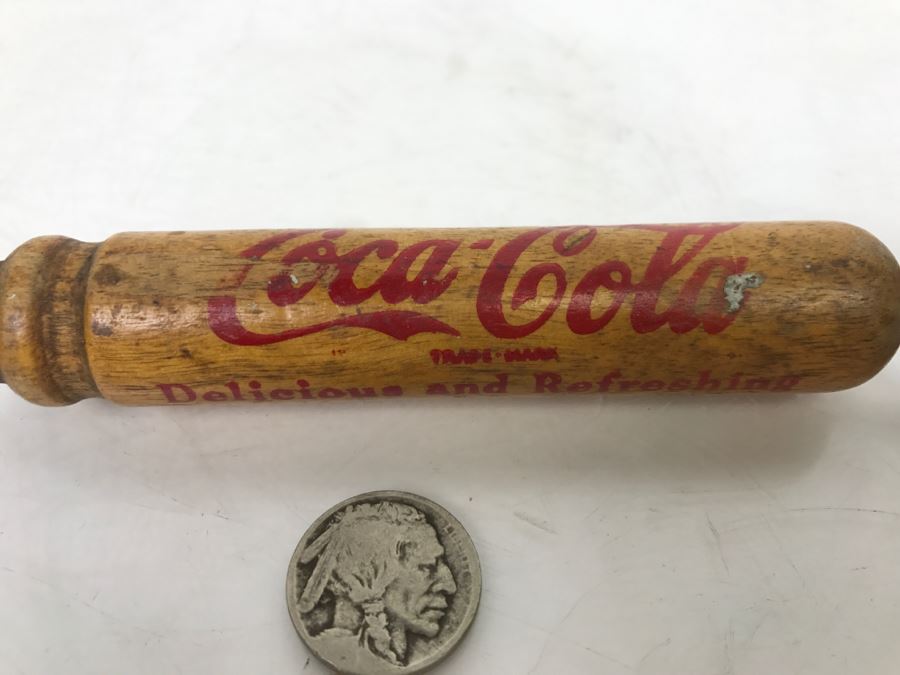 Coca-Cola
TRADE-MARK
Delicious and Refreshing